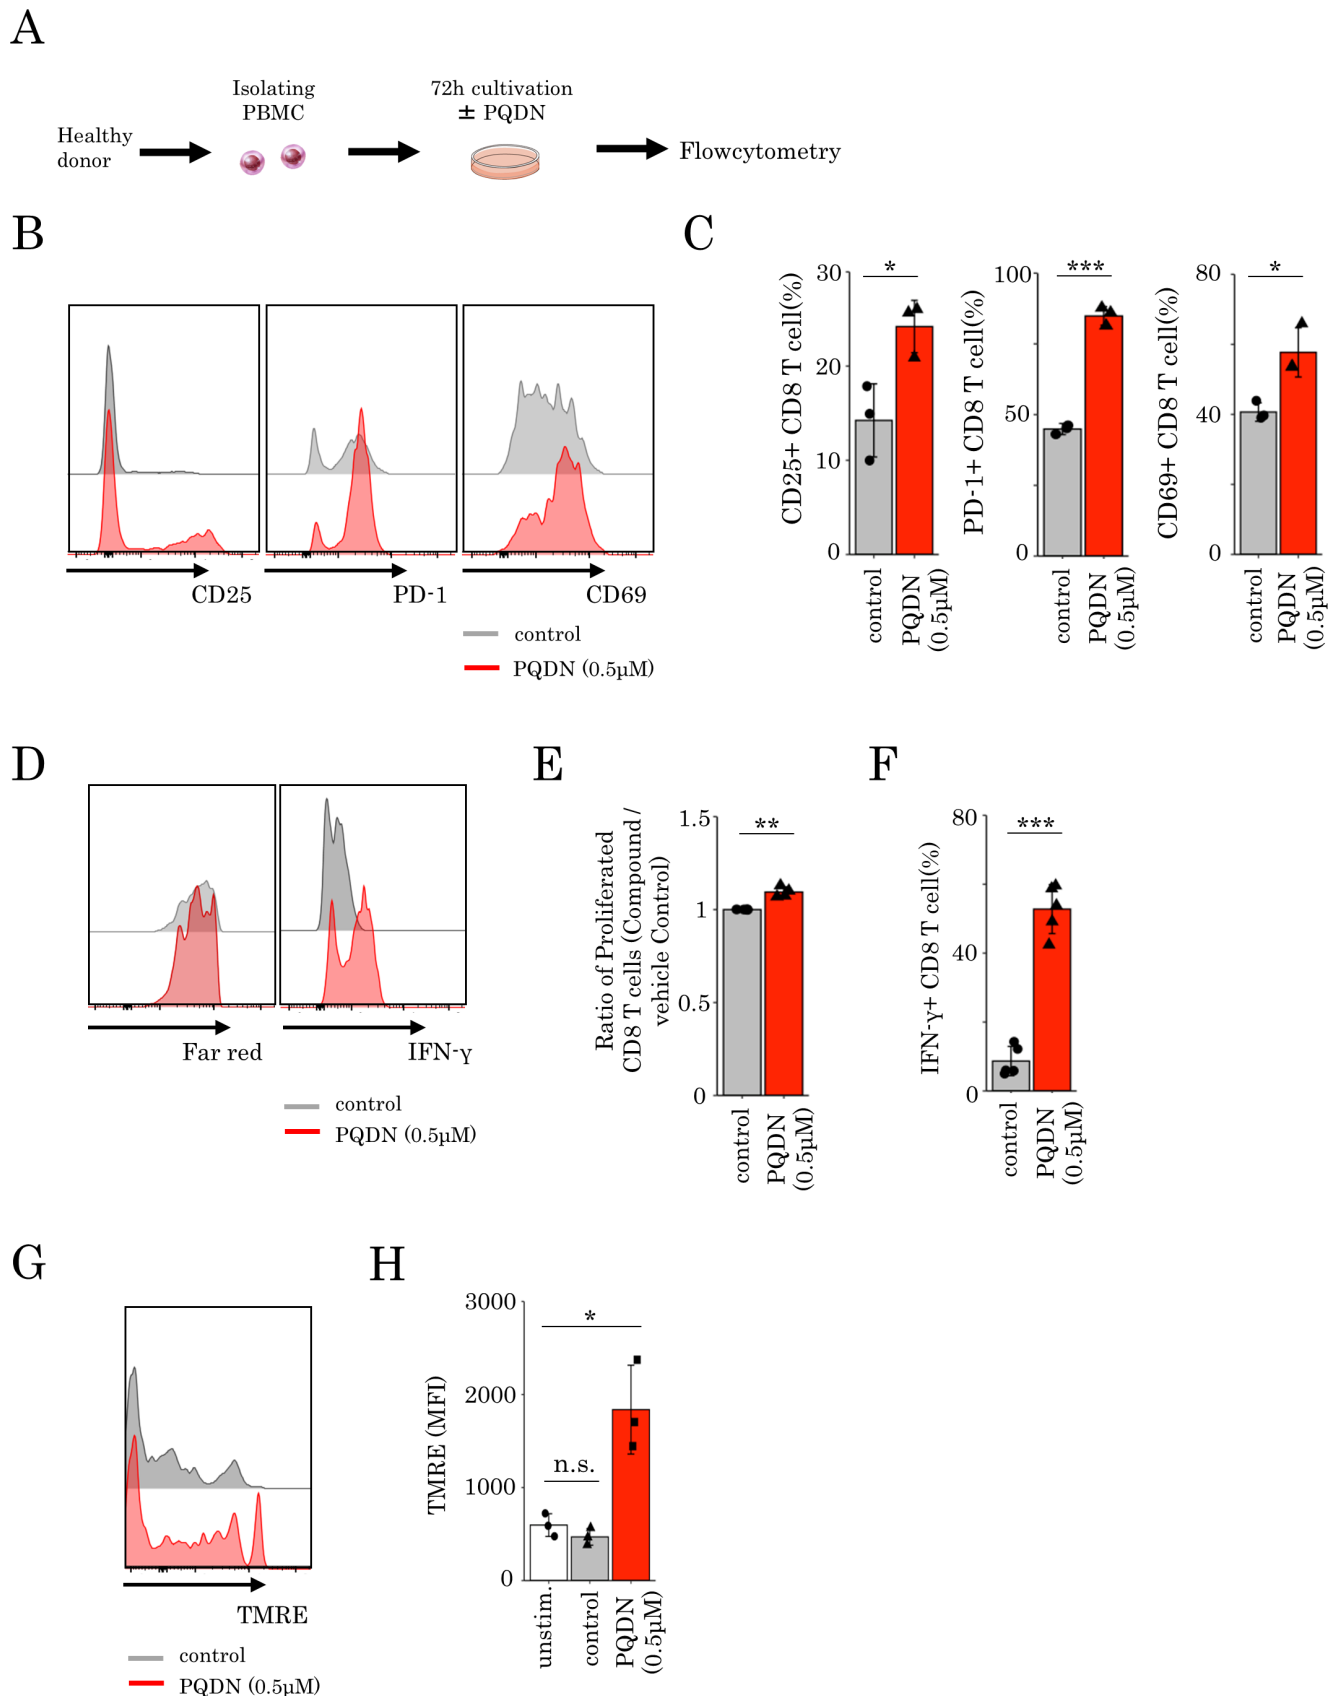 A
Isolating
PBMC
72h cultivation
± PQDN
Healthy
donor
Flowcytometry
B
CD25
PD-1
CD69
control
PQDN (0.5μM)
C
CD25+ CD8 T cell(%)
30
20
10
0
*
control
PQDN
(0.5μM)
PD-1+ CD8 T cell(%)
100
50
0
***
control
PQDN
(0.5μM)
CD69+ CD8 T cell(%)
80
40
0
*
control
PQDN
(0.5μM)
D
Far red
IFN-γ
control
PQDN (0.5μM)
E
Ratio of Proliferated
CD8 T cells (Compound /
vehicle Control)
1.5
1
0.5
0
**
control
PQDN
(0.5μM)
F
IFN-γ+ CD8 T cell(%)
80
40
0
***
control
PQDN
(0.5μM)
G
TMRE
control
PQDN (0.5μM)
H
TMRE (MFI)
3000
2000
1000
0
*
n.s.
unstim.
control
PQDN
(0.5μM)